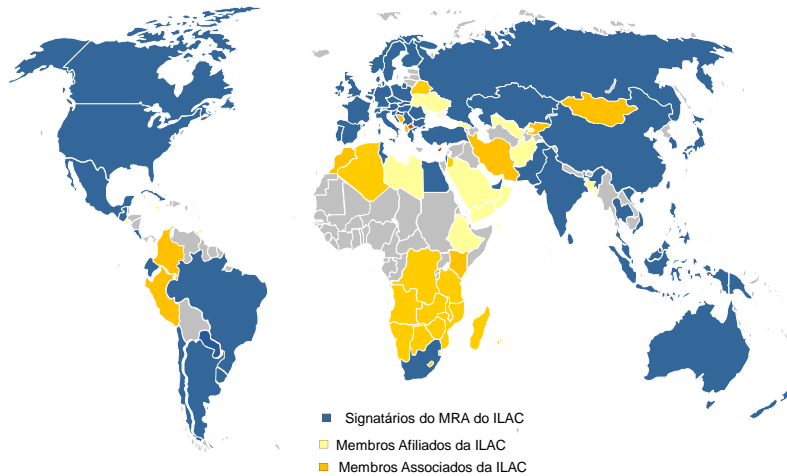 Signatários do MRA do ILAC
Membros Afiliados da ILAC
Membros Associados da ILAC